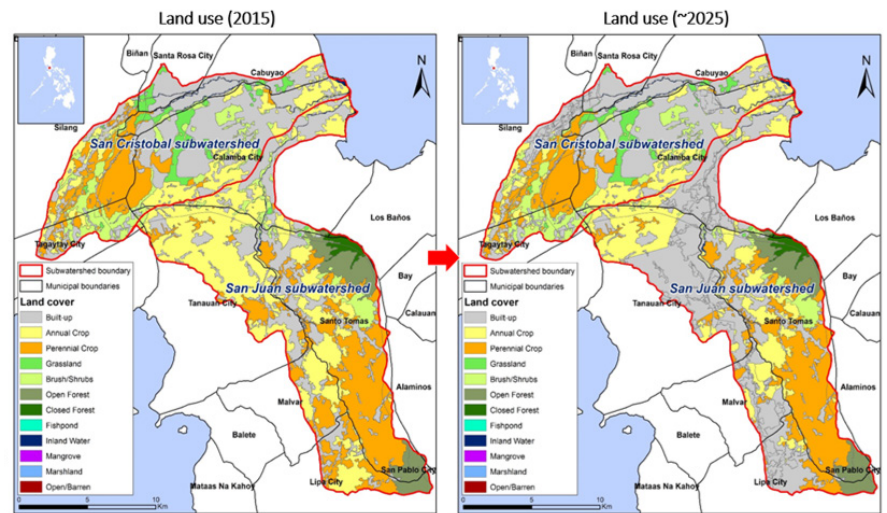 Land use (2015)
Land use (~2025)
N
Biñan
Santa Rosa City
Cabuyao
Silang
San Cristobal subwatershed
Calamba City
Los Baños
Tagaytay City
Bay
San Juan subwatershed
Calauan
Tanauan City
Santo Tomas
Alaminos
Malvar
Balete
San Pablo City
Lipa City
Mataas Na Kahoy
Subwatershed boundary
Municipal boundaries
Land cover
Built-up
Annual Crop
Perennial Crop
Grassland
Brush/Shrubs
Open Forest
Closed Forest
Fishpond
Inland Water
Mangrove
Marshland
Open/Barren
0 5 10
Km
N
Biñan
Santa Rosa City
Cabuyao
Silang
San Cristobal subwatershed
Calamba City
Los Baños
Tagaytay City
Bay
San Juan subwatershed
Calauan
Tanauan City
Santo Tomas
Alaminos
Malvar
Balete
San Pablo City
Lipa City
Mataas Na Kahoy
Subwatershed boundary
Municipal boundaries
Land cover
Built-up
Annual Crop
Perennial Crop
Grassland
Brush/Shrubs
Open Forest
Closed Forest
Fishpond
Inland Water
Mangrove
Marshland
Open/Barren
0 5 10
Km